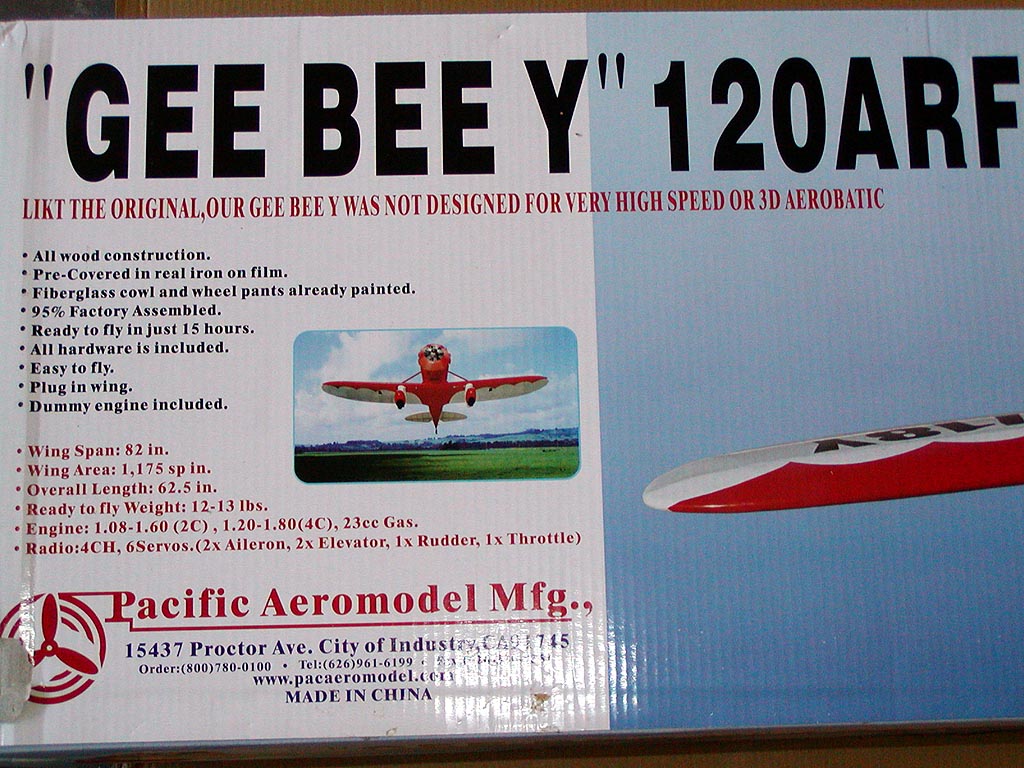 "GEE BEE Y" 120ARF
LIKT THE ORIGINAL,OUR GEE BEE Y WAS NOT DESIGNED FOR VERY HIGH SPEED OR 3D AEROBATIC
• All wood construction.
• Pre-Covered in real iron on film.
• Fiberglass cowl and wheel pants already painted.
• 95% Factory Assembled.
• Ready to fly in just 15 hours.
• All hardware is included.
• Easy to fly.
• Plug in wing.
• Dummy engine included.
• Wing Span: 82 in.
• Wing Area: 1,175 sp in.
• Overall Length: 62.5 in.
• Ready to fly Weight: 12-13 lbs.
• Engine: 1.08-1.60 (2C) , 1.20-1.80(4C), 23cc Gas.
• Radio:4CH, 6Servos.(2x Aileron, 2x Elevator, 1x Rudder, 1x Throttle)
Pacific Aeromodel Mfg.,
15437 Proctor Ave. City of Industry,CA91745
Order:(800)780-0100 • Tel:(626)961-6199 •
www.pacaeromodel.com
MADE IN CHINA